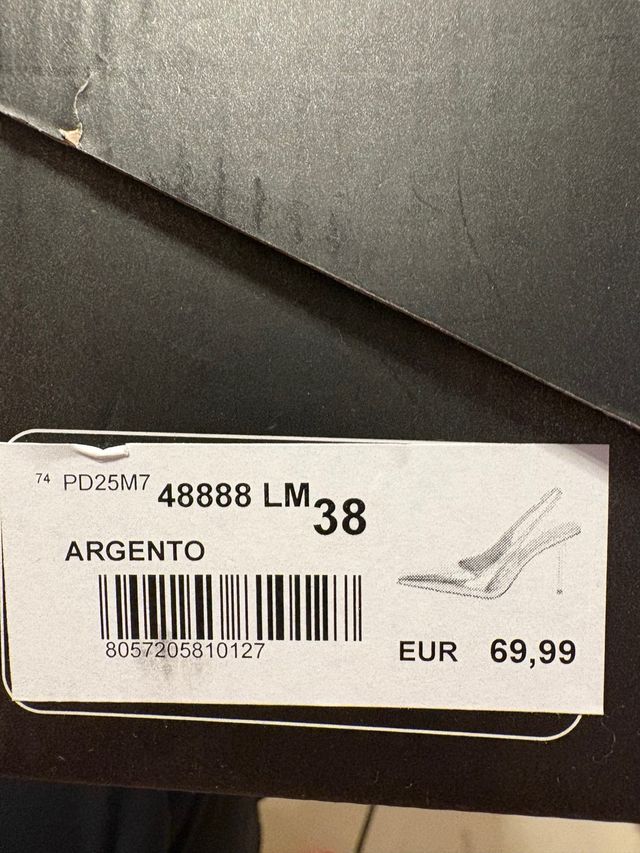 74 PD25M7 48888 LM 38
ARGENTO
8057205810127
EUR 69,99